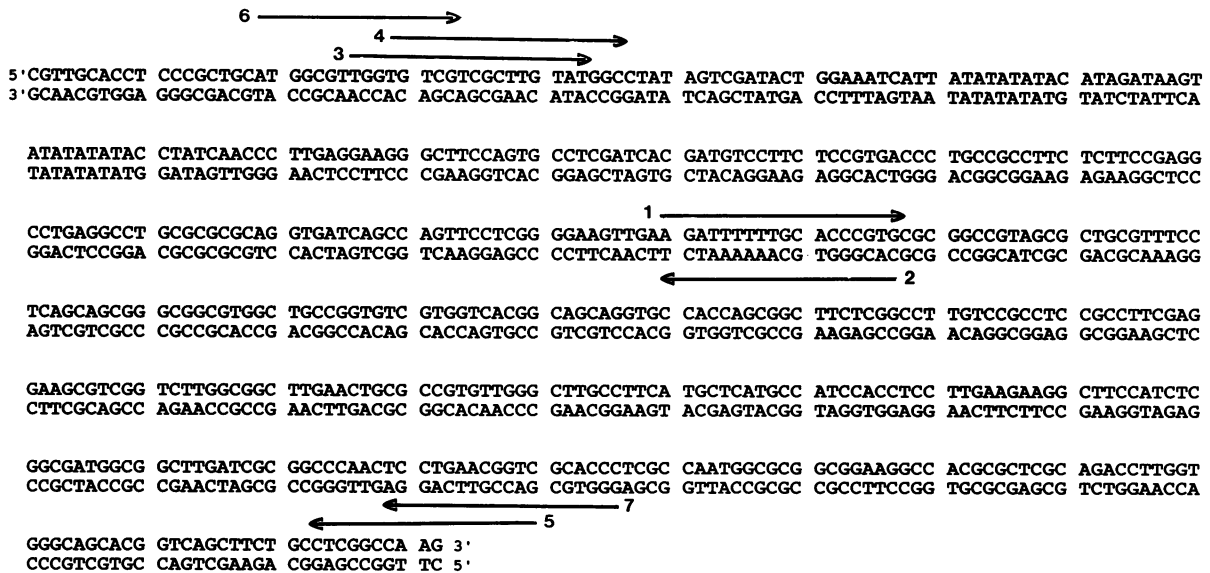 6
4
3
5'CGTTGCACCT CCCGCTGCAT GGCGTTGGTG TCGTCGCTTG TATGGCCTAT AGTCGATACT GGAAATCATT ATATATATAC ATAGATAAGT
3'GCAACGTGGA GGGCGACGTA CCGCAACCAC AGCAGCGAAC ATACCGGATA TCAGCTATGA CCTTTAGTAA TATATATATG TATCTATTCA
ATATATATAC CTATCAACCC TTGAGGAAGG GCTTCCAGTG CCTCGATCAC GATGTCCTTC TCCGTGACCC TGCCGCCTTC TCTTCCGAGG
TATATATATG GATAGTTGGG AACTCCTTCC CGAAGGTCAC GGAGCTAGTG CTACAGGAAG AGGCACTGGG ACGGCGGAAG AGAAGGCTCC
1
CCTGAGGCCT GCGCGCGCAG GTGATCAGCC AGTTCCTCGG GGAAGTTGAA GATTTTTTGC ACCCGTGCGC GGCCGTAGCG CTGCGTTTCC
GGACTCCGGA CGCGCGCGTC CACTAGTCGG TCAAGGAGCC CCTTCAACTT CTAAAAAACG TGGGCACGCG CCGGCATCGC GACGCAAAGG
2
TCAGCAGCGG GCGGCGTGGC TGCCGGTGTC GTGGTCACGG CAGCAGGTGC CACCAGCGGC TTCTCGGCCT TGTCCGCCTC CGCCTTCGAG
AGTCGTCGCC CGCCGCACCG ACGGCCACAG CACCAGTGCC GTCGTCCACG GTGGTCGCCG AAGAGCCGGA ACAGGCGGAG GCGGAAGCTC
GAAGCGTCGG TCTTGGCGGC TTGAACTGCG CCGTGTTGGG CTTGCCTTCA TGCTCATGCC ATCCACCTCC TTGAAGAAGG CTTCCATCTC
CTTCGCAGCC AGAACCGCCG AACTTGACGC GGCACAACCC GAACGGAAGT ACGAGTACGG TAGGTGGAGG AACTTCTTCC GAAGGTAGAG
GGCGATGGCG GCTTGATCGC GGCCCAACTC CTGAACGGTC GCACCCTCGC CAATGGCGCG GCGGAAGGCC ACGCGCTCGC AGACCTTGGT
CCGCTACCGC CGAACTAGCG CCGGGTTGAG GACTTGCCAG CGTGGGAGCG GTTACCGCGC CGCCTTCCGG TGCGCGAGCG TCTGGAACCA
7
5
GGGCAGCACG GTCAGCTTCT GCCTCGGCCA AG 3'
CCCGTCGTGC CAGTCGAAGA CGGAGCCGGT TC 5'